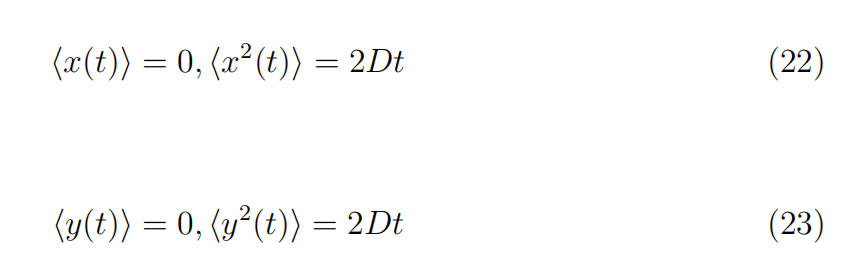 ⟨x(t)⟩ = 0, ⟨x²(t)⟩ = 2Dt (22)
⟨y(t)⟩ = 0, ⟨y²(t)⟩ = 2Dt (23)